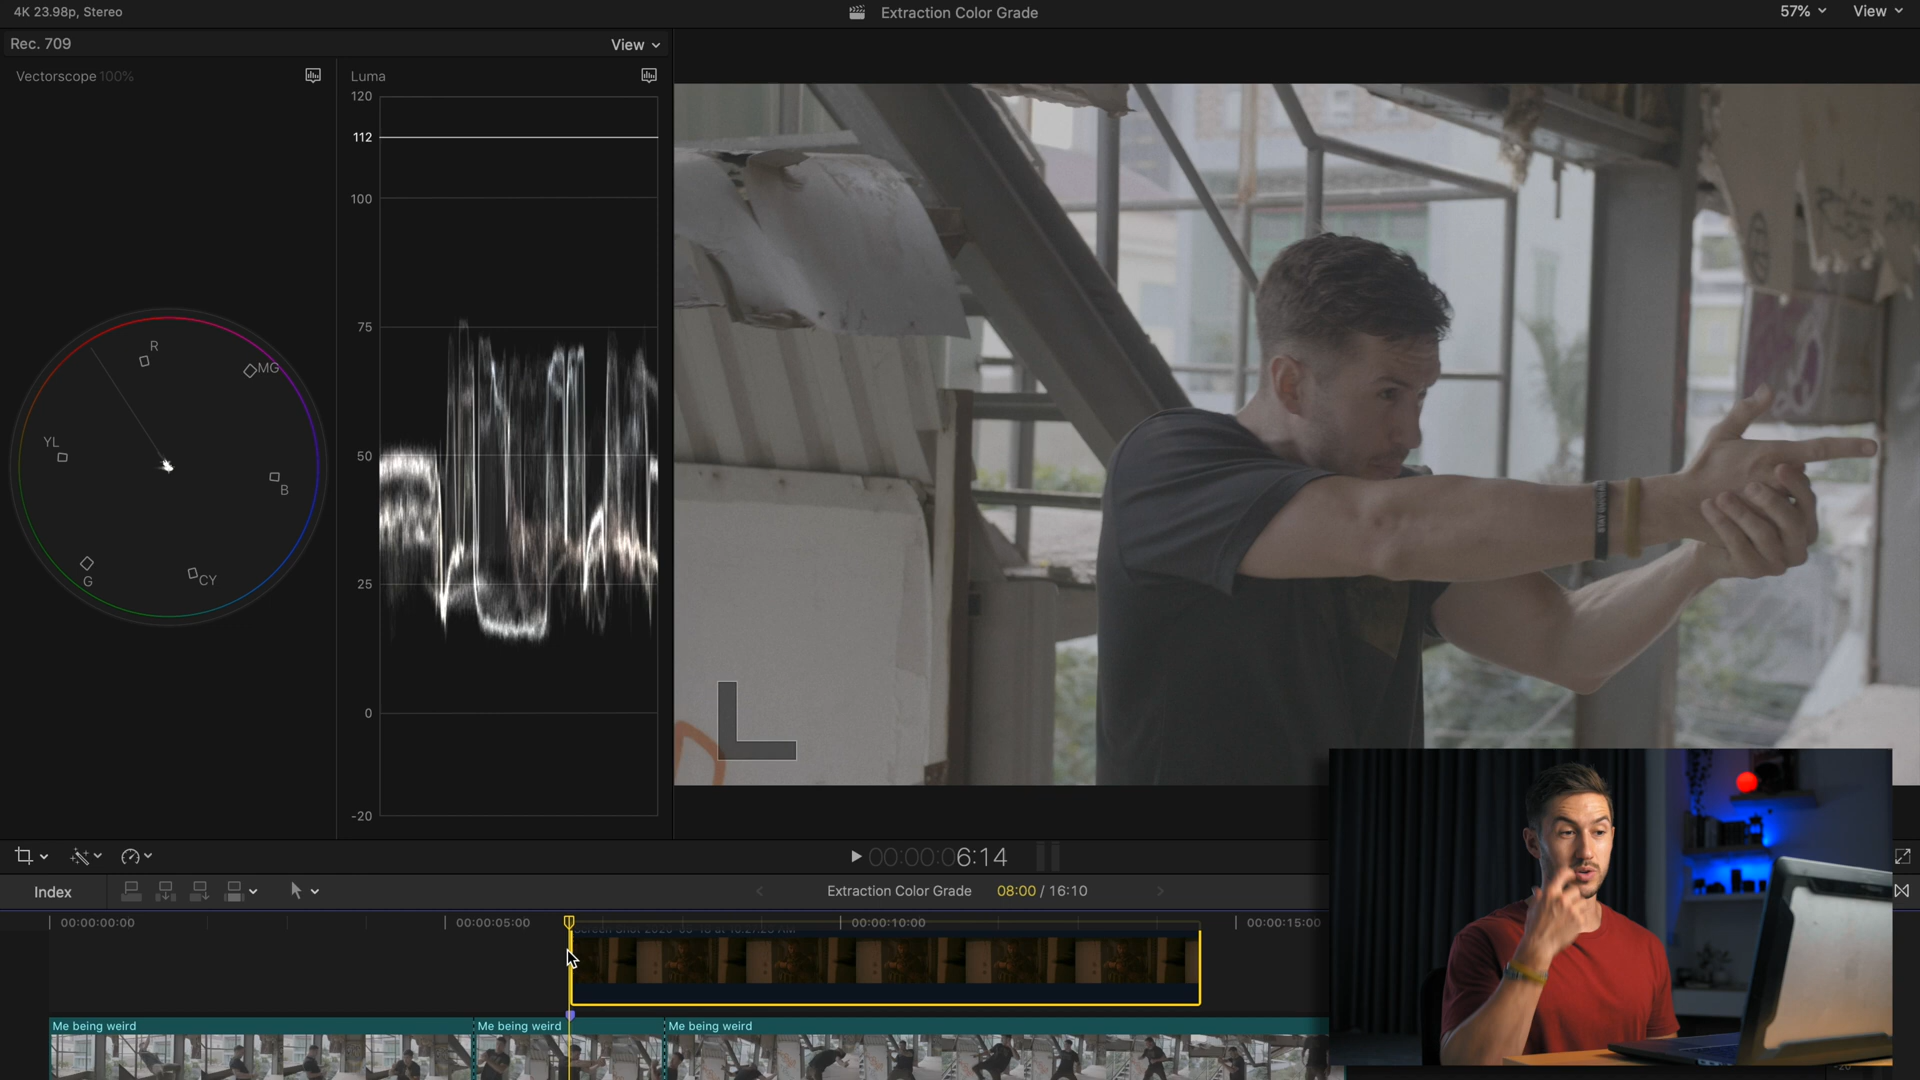 4K 23.98p, Stereo
Extraction Color Grade
57%
View
Rec. 709
View
Vectorscope 100%
Luma
120
112
100
75
50
25
0
-20
R
MG
YL
B
G
CY
00:00:00:06:14
Index
Extraction Color Grade
08:00 / 16:10
00:00:00:00
00:00:05:00
00:00:10:00
00:00:15:00
Me being weird
Me being weird
Me being weird